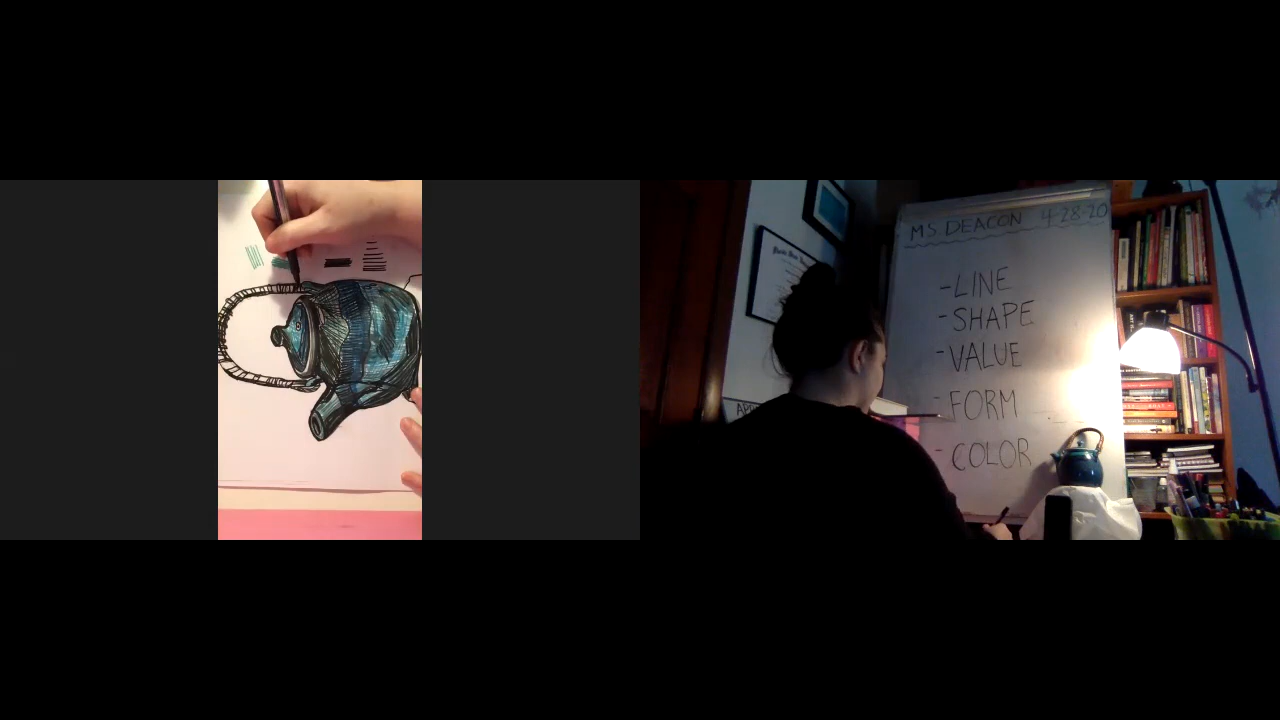 MS DEACON 4-28-20
-LINE
-SHAPE
-VALUE
-FORM
-COLOR